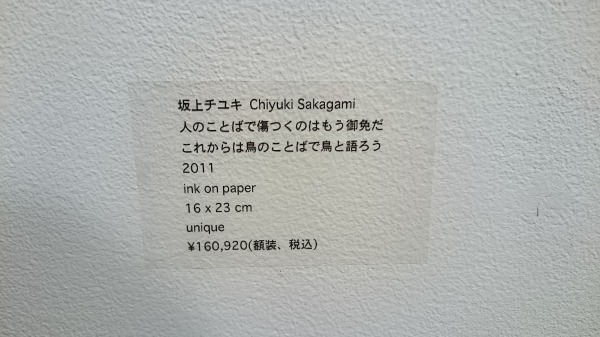 坂上チユキ Chiyuki Sakagami
人のことばで傷つくのはもう御免だ
これからは鳥のことばで鳥と語ろう
2011
ink on paper
16 x 23 cm
unique
¥160,920(額装、税込)